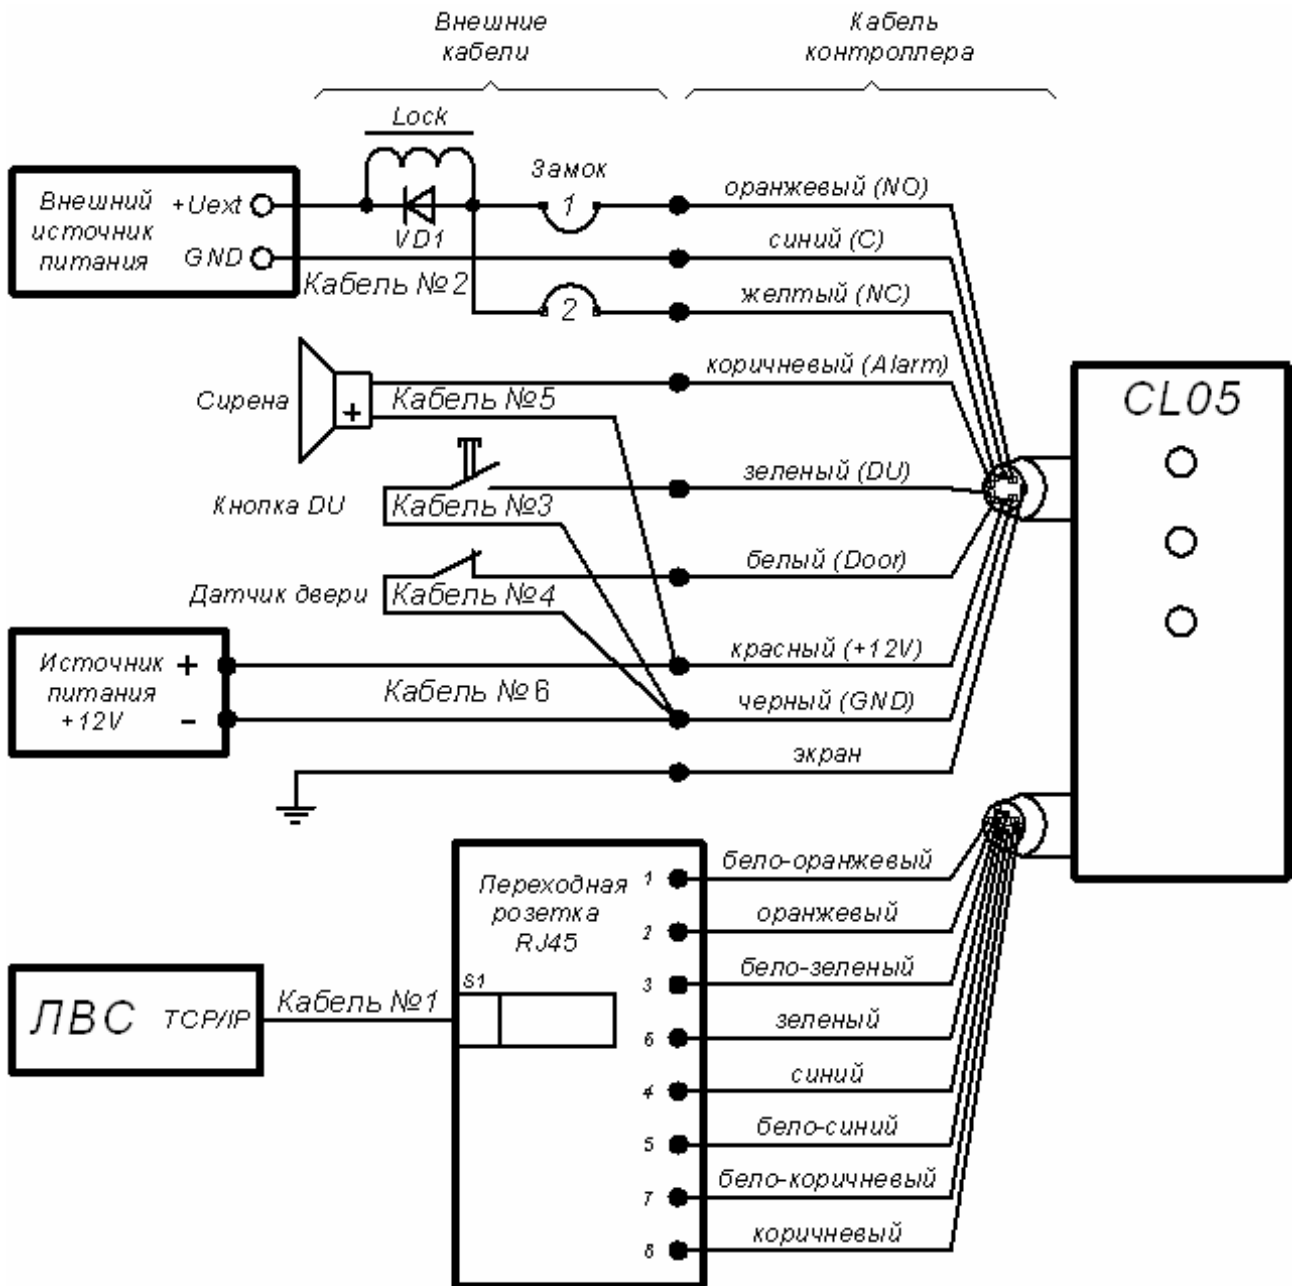 Внешние
кабели
Кабель
контроллера
Lock
Замок
Внешний
источник
питания
+Uext
GND
VD1
1
2
Кабель №2
оранжевый (NO)
синий (C)
желтый (NC)
коричневый (Alarm)
Сирена
+
Кабель №5
CL05
Кнопка DU
Кабель №3
зеленый (DU)
Датчик двери
Кабель №4
белый (Door)
Источник
питания
+12V
+
-
Кабель №6
красный (+12V)
черный (GND)
экран
Переходная
розетка
RJ45
S1
ЛВС TCP/IP
Кабель №1
1 бело-оранжевый
2 оранжевый
3 бело-зеленый
6 зеленый
4 синий
5 бело-синий
7 бело-коричневый
8 коричневый